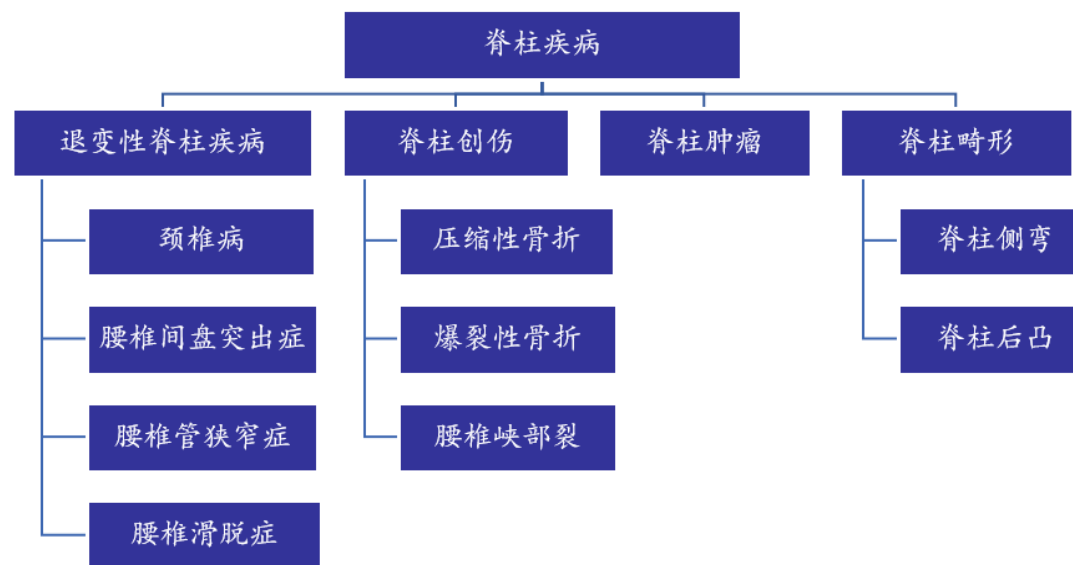 脊柱疾病
退变性脊柱疾病
脊柱创伤
脊柱肿瘤
脊柱畸形
颈椎病
压缩性骨折
脊柱侧弯
腰椎间盘突出症
爆裂性骨折
脊柱后凸
腰椎管狭窄症
腰椎峡部裂
腰椎滑脱症